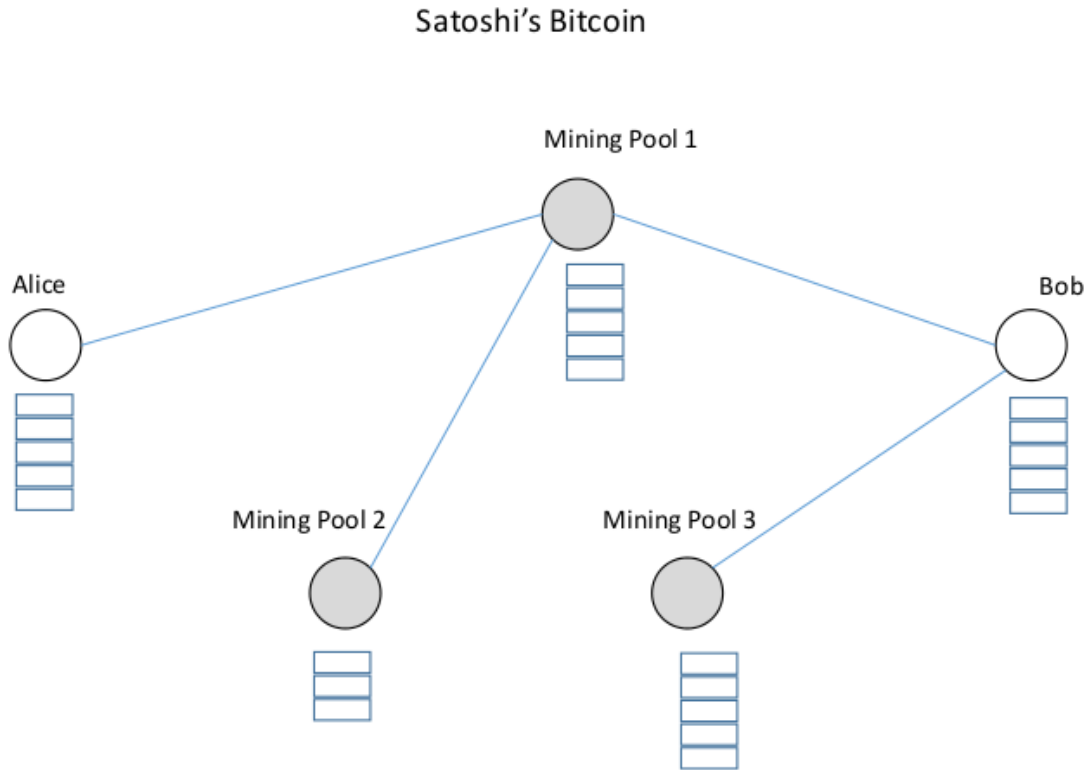 Satoshi’s Bitcoin
Mining Pool 1
Alice
Bob
Mining Pool 2
Mining Pool 3